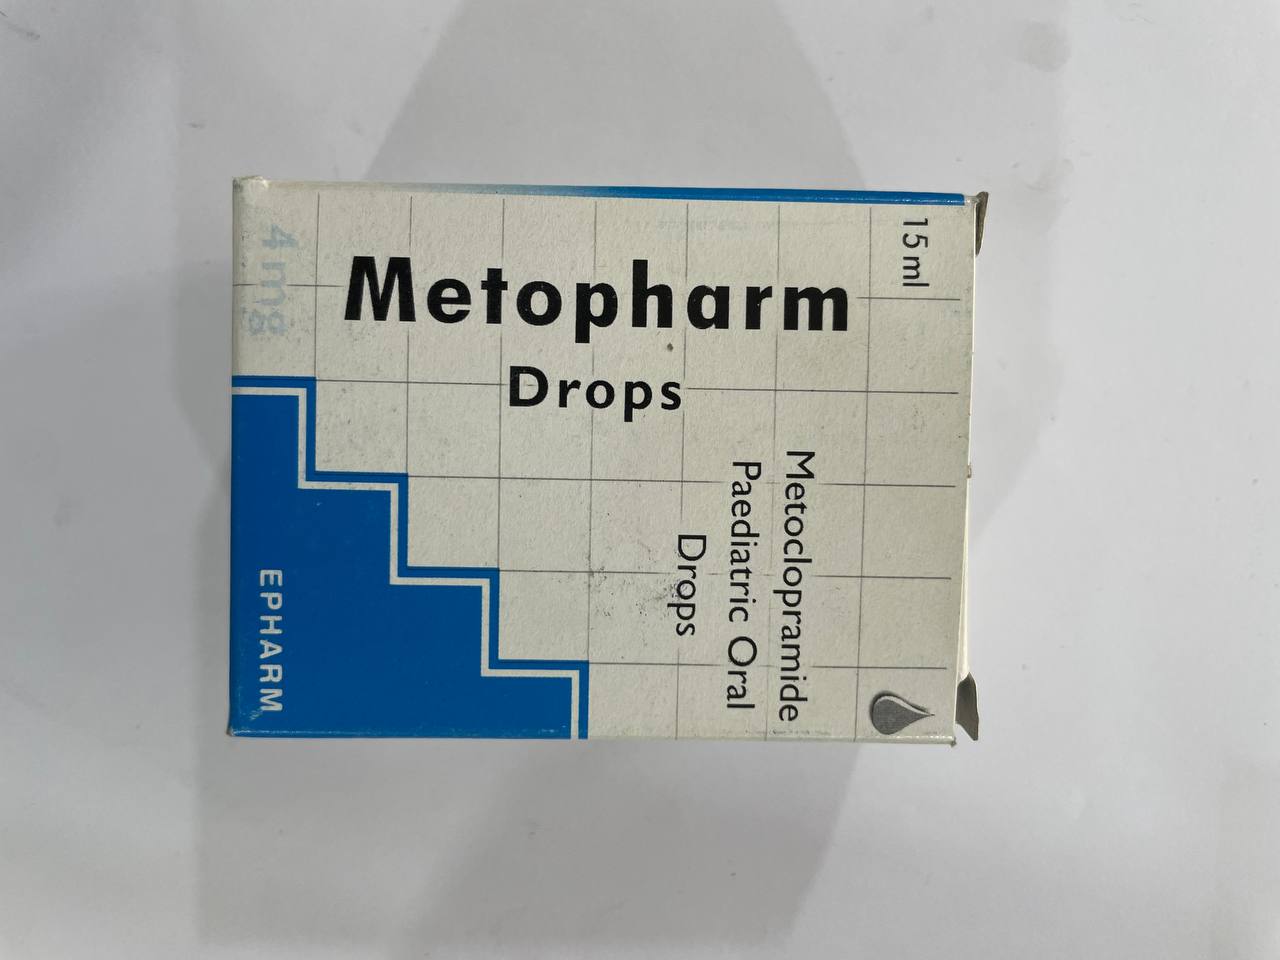 15 ml
4 mg
Metopharm
Drops
Metoclopramide
Paediatric Oral
Drops
EPHARM